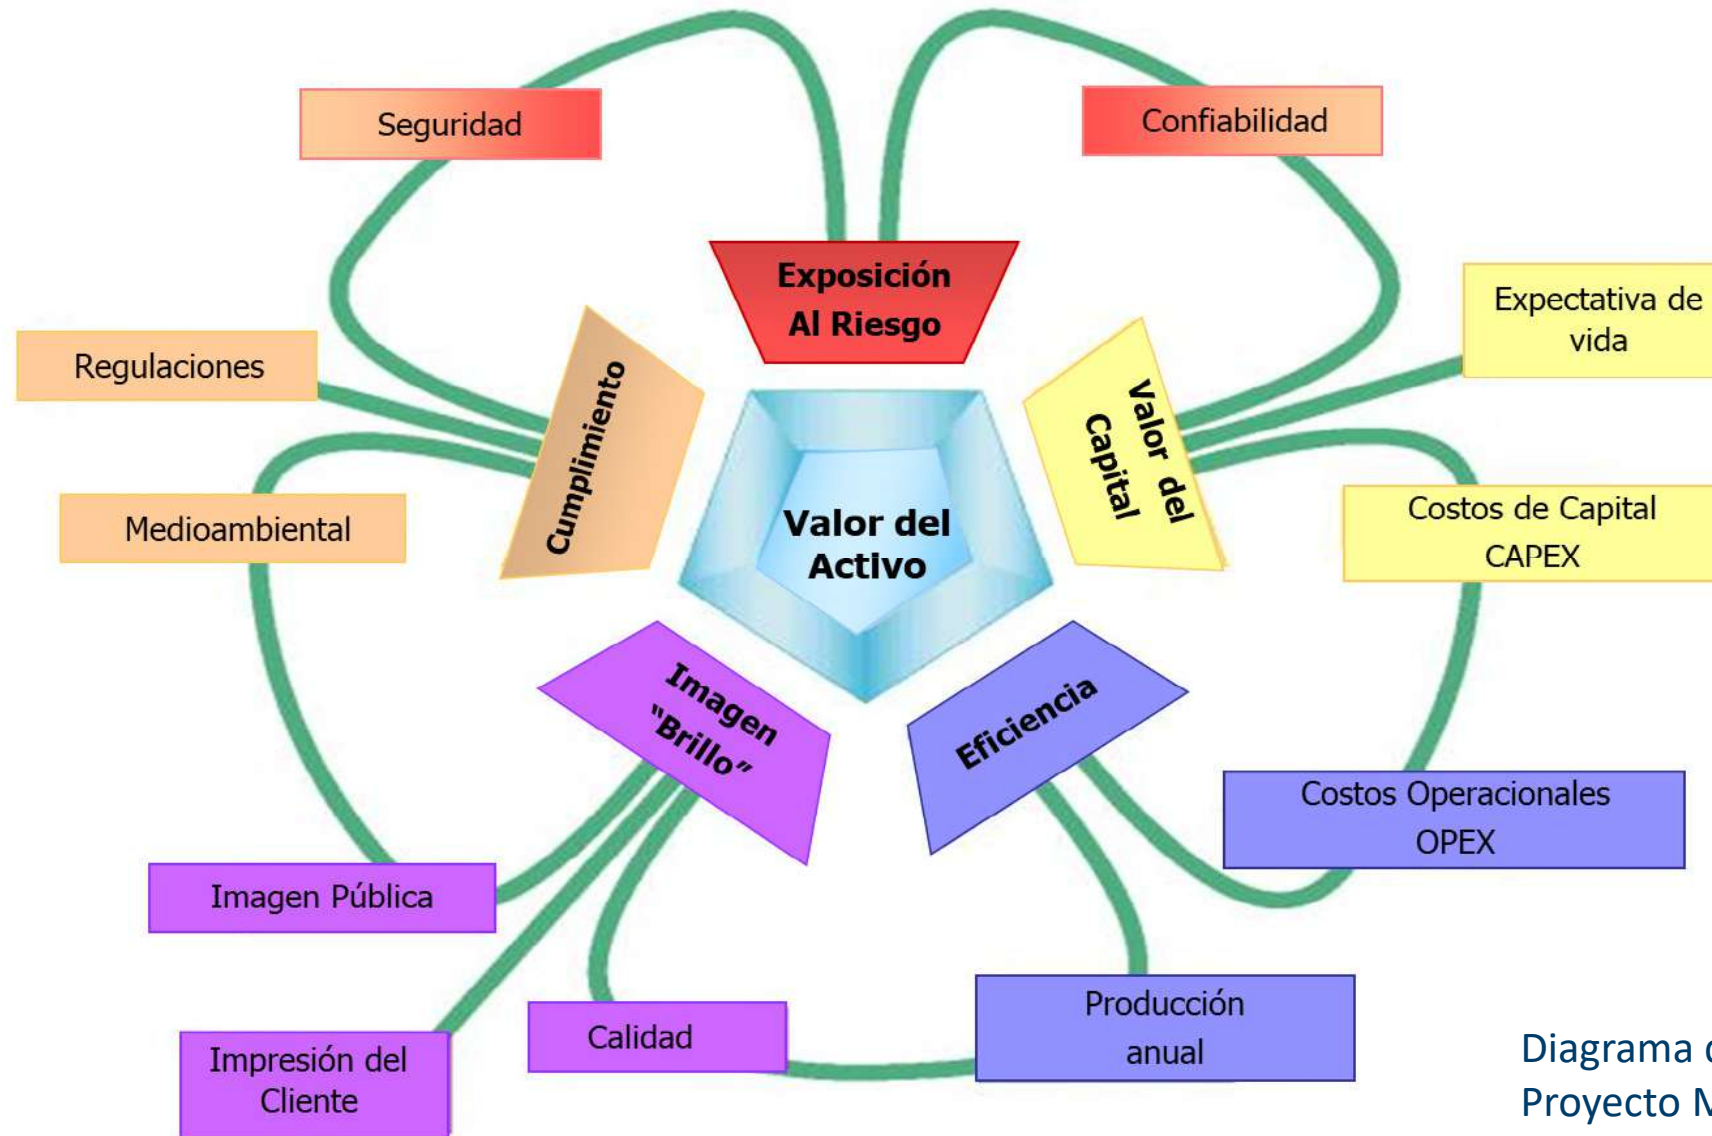 Seguridad
Confiabilidad
Exposición
Al Riesgo
Expectativa de
vida
Regulaciones
Cumplimiento
Valor del
Capital
Medioambiental
Valor del
Activo
Costos de Capital
CAPEX
Imagen
“Brillo”
Eficiencia
Costos Operacionales
OPEX
Imagen Pública
Producción
anual
Calidad
Impresión del
Cliente
Diagrama
Proyecto